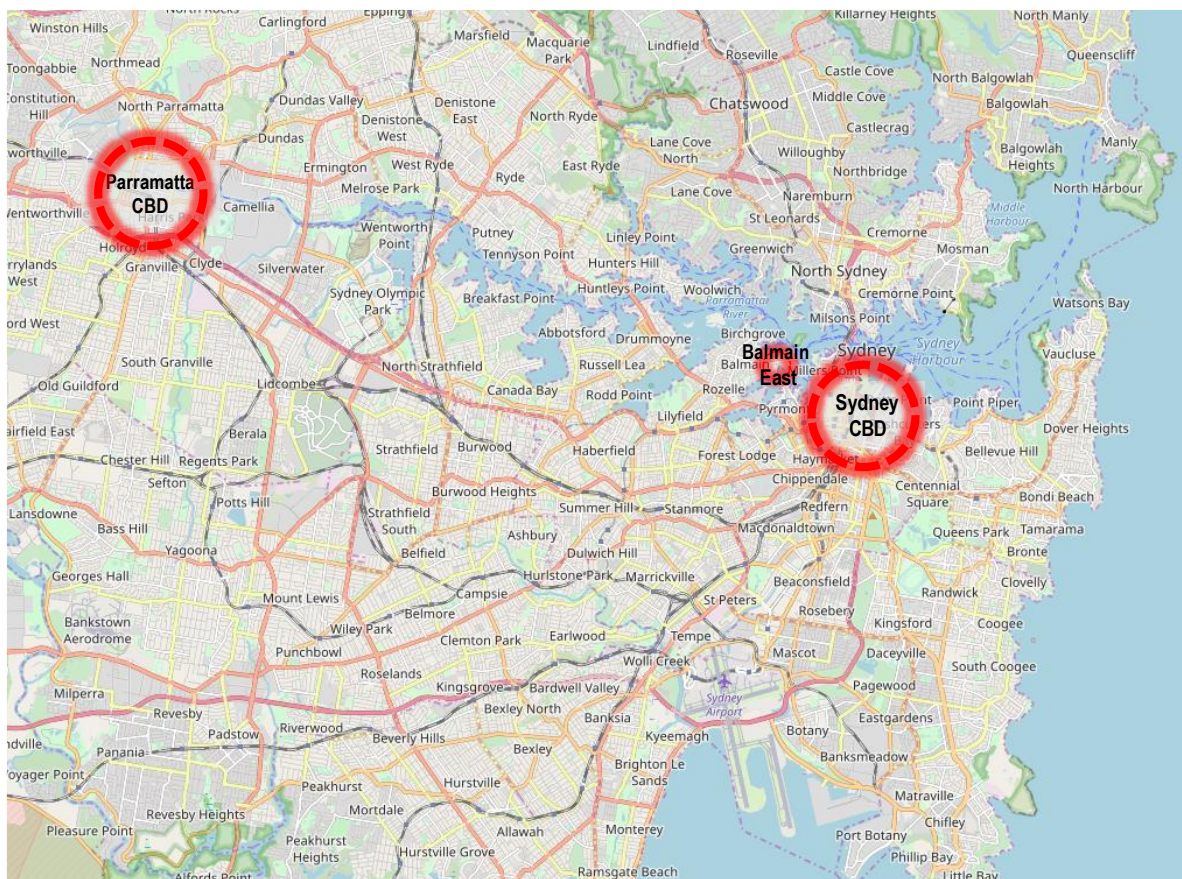 North Rocks
Carlingford
Epping
Winston Hills
Marsfield
Macquarie
Park
Lindfield
Roseville
Killarney Heights
North Manly
Queenscliff
Toongabbie
Northmead
Castle Cove
North Balgowlah
Constitution
Hill
North Parramatta
Dundas Valley
Denistone
East
Middle Cove
Chatswood
Balgowlah
Dundas
Denistone
West
North Ryde
Castlecrag
Manly
Lane Cove
North
Willoughby
Balgowlah
Heights
Ermington
West Ryde
East Ryde
Northbridge
North Harbour
Parramatta
CBD
Melrose Park
Ryde
Lane Cove
Naremburn
Camellia
Middle
Harbour
Wentworthville
Wentworth
Point
Putney
Linley Point
St Leonards
Cremorne
Holroyd
Clyde
Granville
Silverwater
Tennyson Point
Hunters Hill
Greenwich
Mosman
North Sydney
Sydney Olympic
Park
Breakfast Point
Huntleys Point
Woolwich
Cremorne Point
Watsons Bay
Parramatta
River
Milsons Point
Abbotsford
Drummoyne
Birchgrove
Sydney
Harbour
South Granville
North Strathfield
Russell Lea
Balmain
East
Balmain
Millers Point
Sydney
Vaucluse
Old Guildford
Lidcombe
Canada Bay
Rodd Point
Rozelle
Sydney
CBD
Point Piper
Pyrmont
Lilyfield
Dover Heights
Berala
Strathfield
Burwood
Haberfield
Forest Lodge
Haymarket
Bellevue Hill
Chester Hill
Regents Park
Sefton
Chippendale
Centennial
Square
Potts Hill
Burwood Heights
Summer Hill
Stanmore
Redfern
Bondi Beach
Lansdowne
Bass Hill
Strathfield
South
Ashbury
Macdonaldtown
Queens Park
Tamarama
Yagoona
Belfield
Dulwich Hill
Bronte
Georges Hall
Hurlstone Park
Marrickville
Beaconsfield
Clovelly
Mount Lewis
Campsie
St Peters
Rosebery
Randwick
Bankstown
Aerodrome
Belmore
Kingsford
Coogee
Wiley Park
Clemton Park
Earlwood
Tempe
Punchbowl
Mascot
Daceyville
Roselands
Wolli Creek
South Coogee
Milperra
Kingsgrove
Bardwell Valley
Sydney
Airport
Pagewood
Revesby
Bexley North
Banksia
Eastgardens
Padstow
Riverwood
Beverly Hills
Kyeemagh
Botany
Panania
Bexley
Banksmeadow
Brighton Le
Sands
Voyager Point
Peakhurst
Hurstville
Matraville
Revesby Heights
Mortdale
Chifley
Pleasure Point
Peakhurst
Heights
Allawah
Monterey
Port Botany
Hurstville Grove
Phillip Bay
Alfords Point
Ramsgate Beach
Little Bay